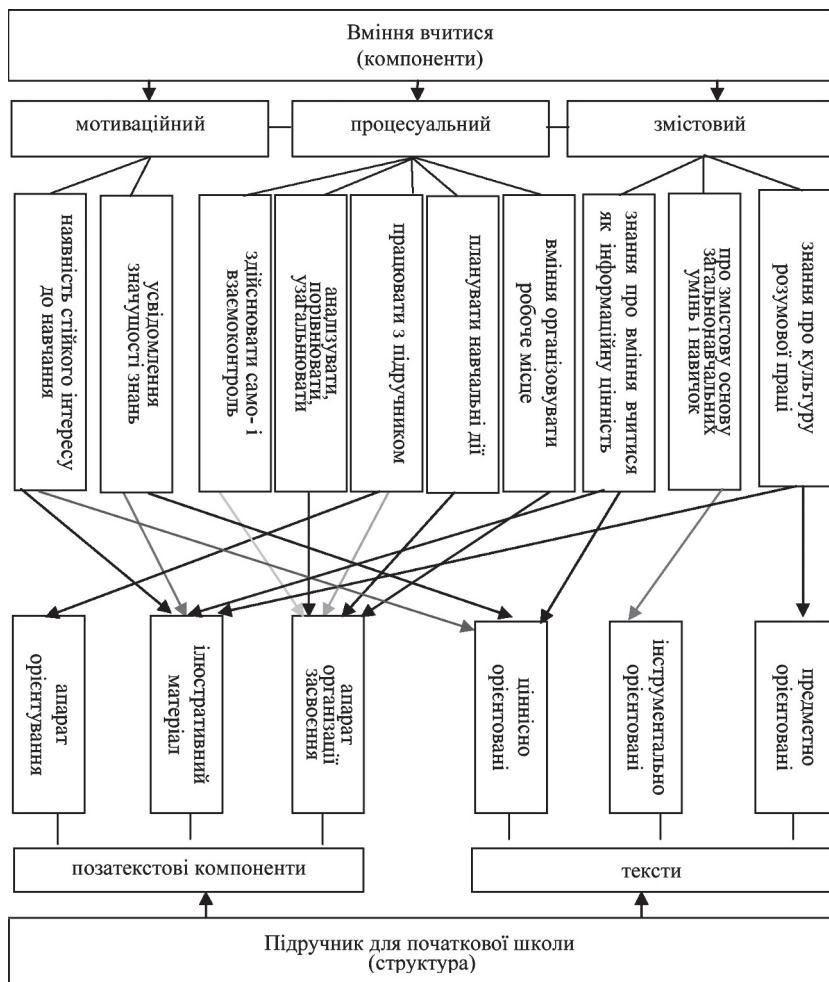 Вміння вчитися
(компоненти)
мотиваційний
процесуальний
змістовий
наявність стійкого інтересу
до навчання
усвідомлення
значущості знань
здійснювати само- і
взаємоконтроль
аналізувати,
порівнювати,
узагальнювати
працювати з підручником
планувати навчальні дії
вміння організовувати
робоче місце
знання про вміння вчитися
як інформаційну цінність
про змістову основу
загальнонавчальних
умінь і навичок
знання про культуру
розумової праці
апарат
орієнтування
ілюстративний
матеріал
апарат
організації
засвоєння
ціннісно
орієнтовані
інструментально
орієнтовані
предметно
орієнтовані
позатекстові компоненти
тексти
Підручник для початкової школи
(структура)